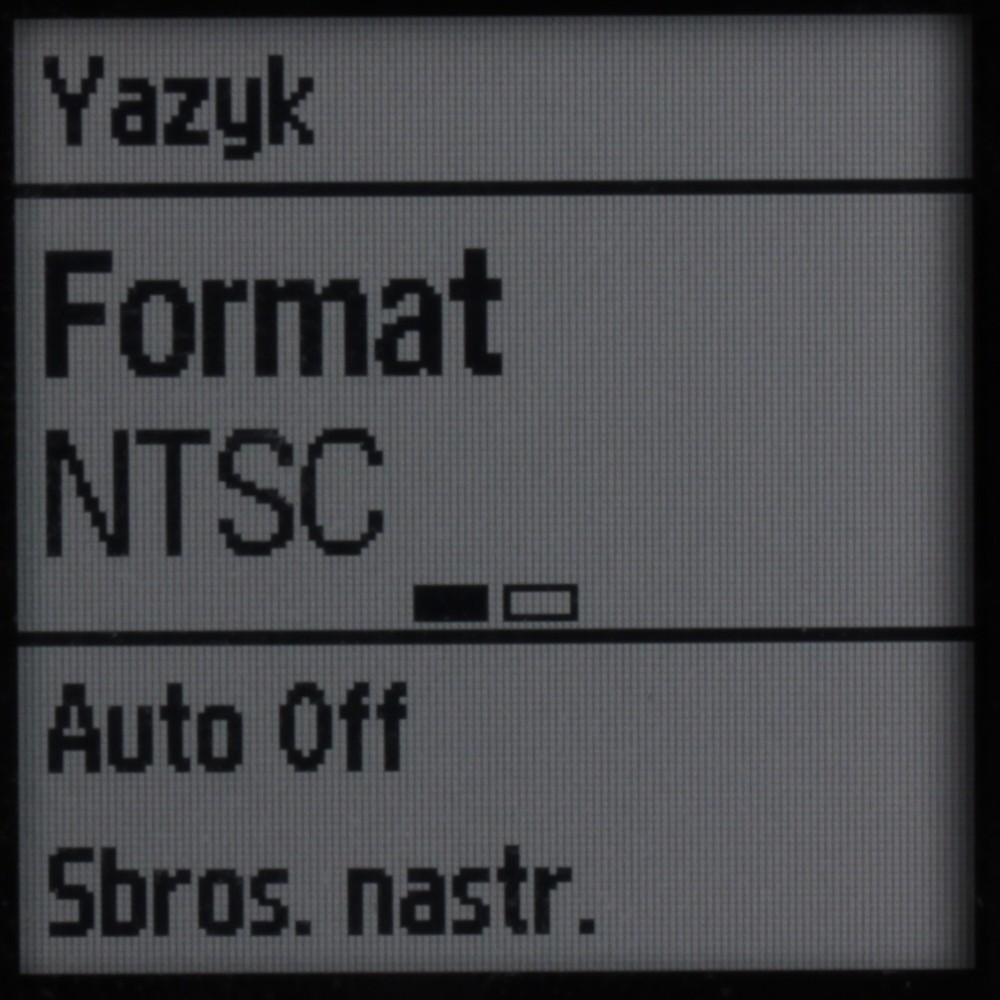 Yazyk
Format
NTSC
Auto Off
Sbros. nastr.